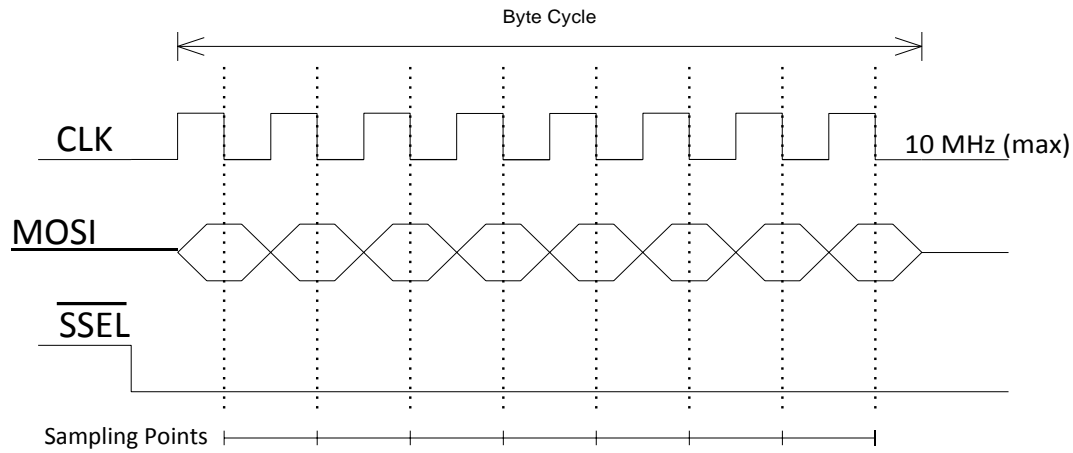 Byte Cycle
CLK
10 MHz (max)
MOSI
SSEL
Sampling Points